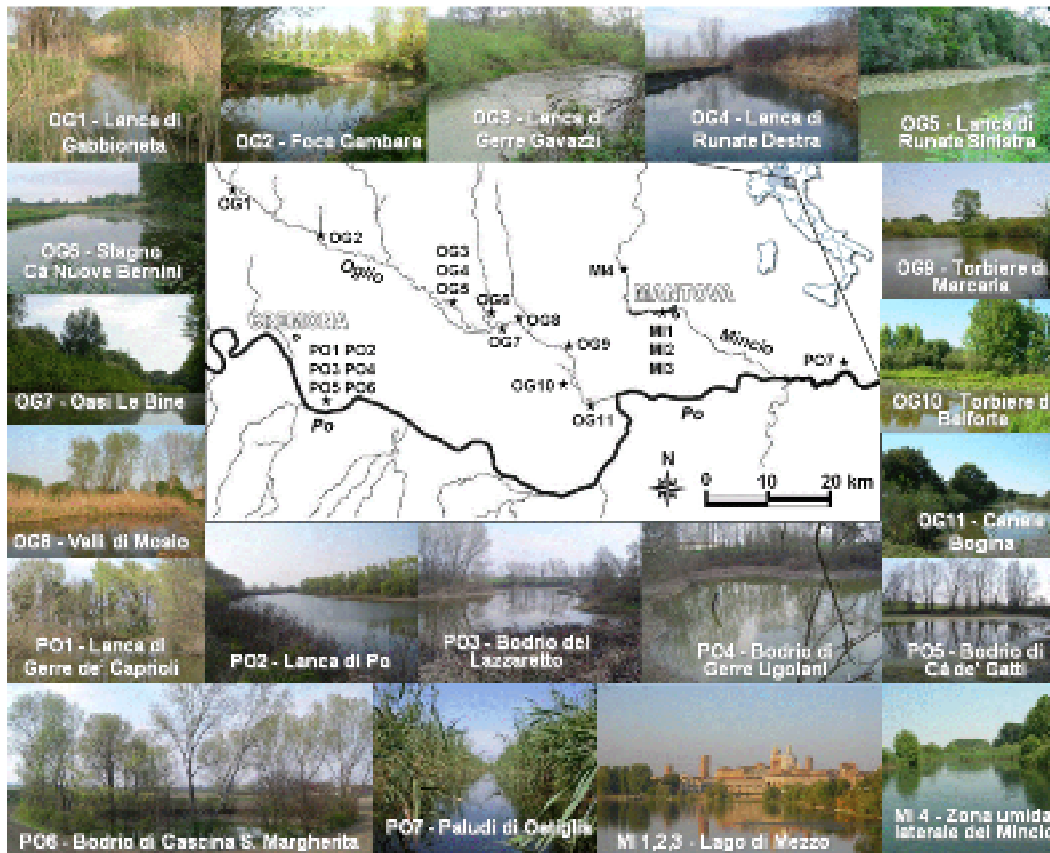 OG1 - Lanca di
Gabbioneta
OG2 - Foce Gambara
OG3 - Lanca di
Gerre Gavazzi
OG4 - Lanca di
Runate Destra
OG5 - Lanca di
Runate Sinistra
OG6 - Stagno
Cà Nuove Bernini
OG7 - Oasi Le Bine
OG8 - Valli di Mosio
OG9 - Torbiere di
Marcaria
OG10 - Torbiere di
Belforte
OG11 - Canale
Bogina
OG1
OG2
Oglio
OG3
OG4
OG5
OG6
OG7
OG8
OG9
OG10
OG11
MI4
MANTOVA
MI1
MI2
MI3
Mincio
PO7
CREMONA
PO1 PO2
PO3 PO4
PO5 PO6
Po
Po
N
0 10 20 km
PO1 - Lanca di
Gerre de' Caprioli
PO2 - Lanca di Po
PO3 - Bodrio del
Lazzaretto
PO4 - Bodrio di
Gerre Ugolani
PO5 - Bodrio di
Cà de' Gatti
PO6 - Bodrio di Cascina S. Margherita
PO7 - Paludi di Ostiglia
MI 1,2,3 - Lago di Mezzo
MI 4 - Zona umida
laterale del Mincio